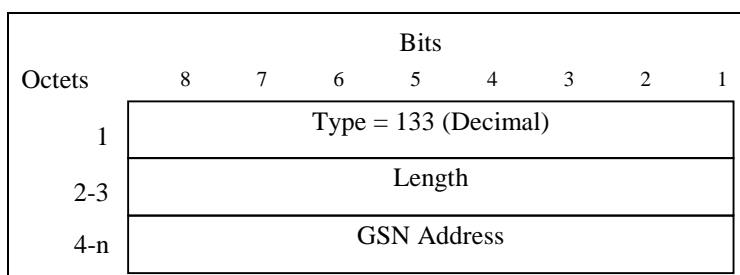 Bits
Octets 8 7 6 5 4 3 2 1
1 Type = 133 (Decimal)
2-3 Length
4-n GSN Address